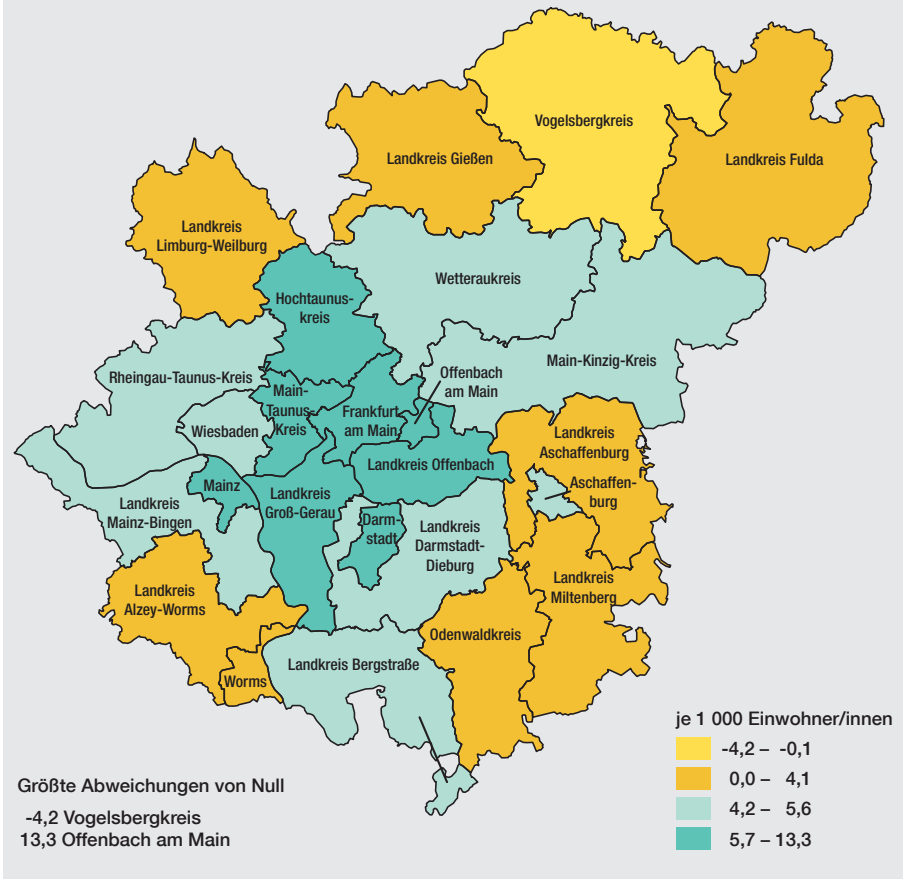 Vogelsbergkreis
Landkreis Gießen
Landkreis Fulda
Landkreis
Limburg-Weilburg
Wetteraukreis
Hochtaunus-
kreis
Main-Kinzig-Kreis
Offenbach
am Main
Rheingau-Taunus-Kreis
Main-
Taunus-
Kreis
Frankfurt
am Main
Wiesbaden
Landkreis
Aschaffenburg
Landkreis Offenbach
Aschaffen-
burg
Mainz
Landkreis
Groß-Gerau
Landkreis
Mainz-Bingen
Darm-
stadt
Landkreis
Darmstadt-
Dieburg
Landkreis
Miltenberg
Landkreis
Alzey-Worms
Odenwaldkreis
Landkreis Bergstraße
Worms
je 1 000 Einwohner/innen
-4,2 – -0,1
0,0 – 4,1
4,2 – 5,6
5,7 – 13,3
Größte Abweichungen von Null
-4,2 Vogelsbergkreis
13,3 Offenbach am Main